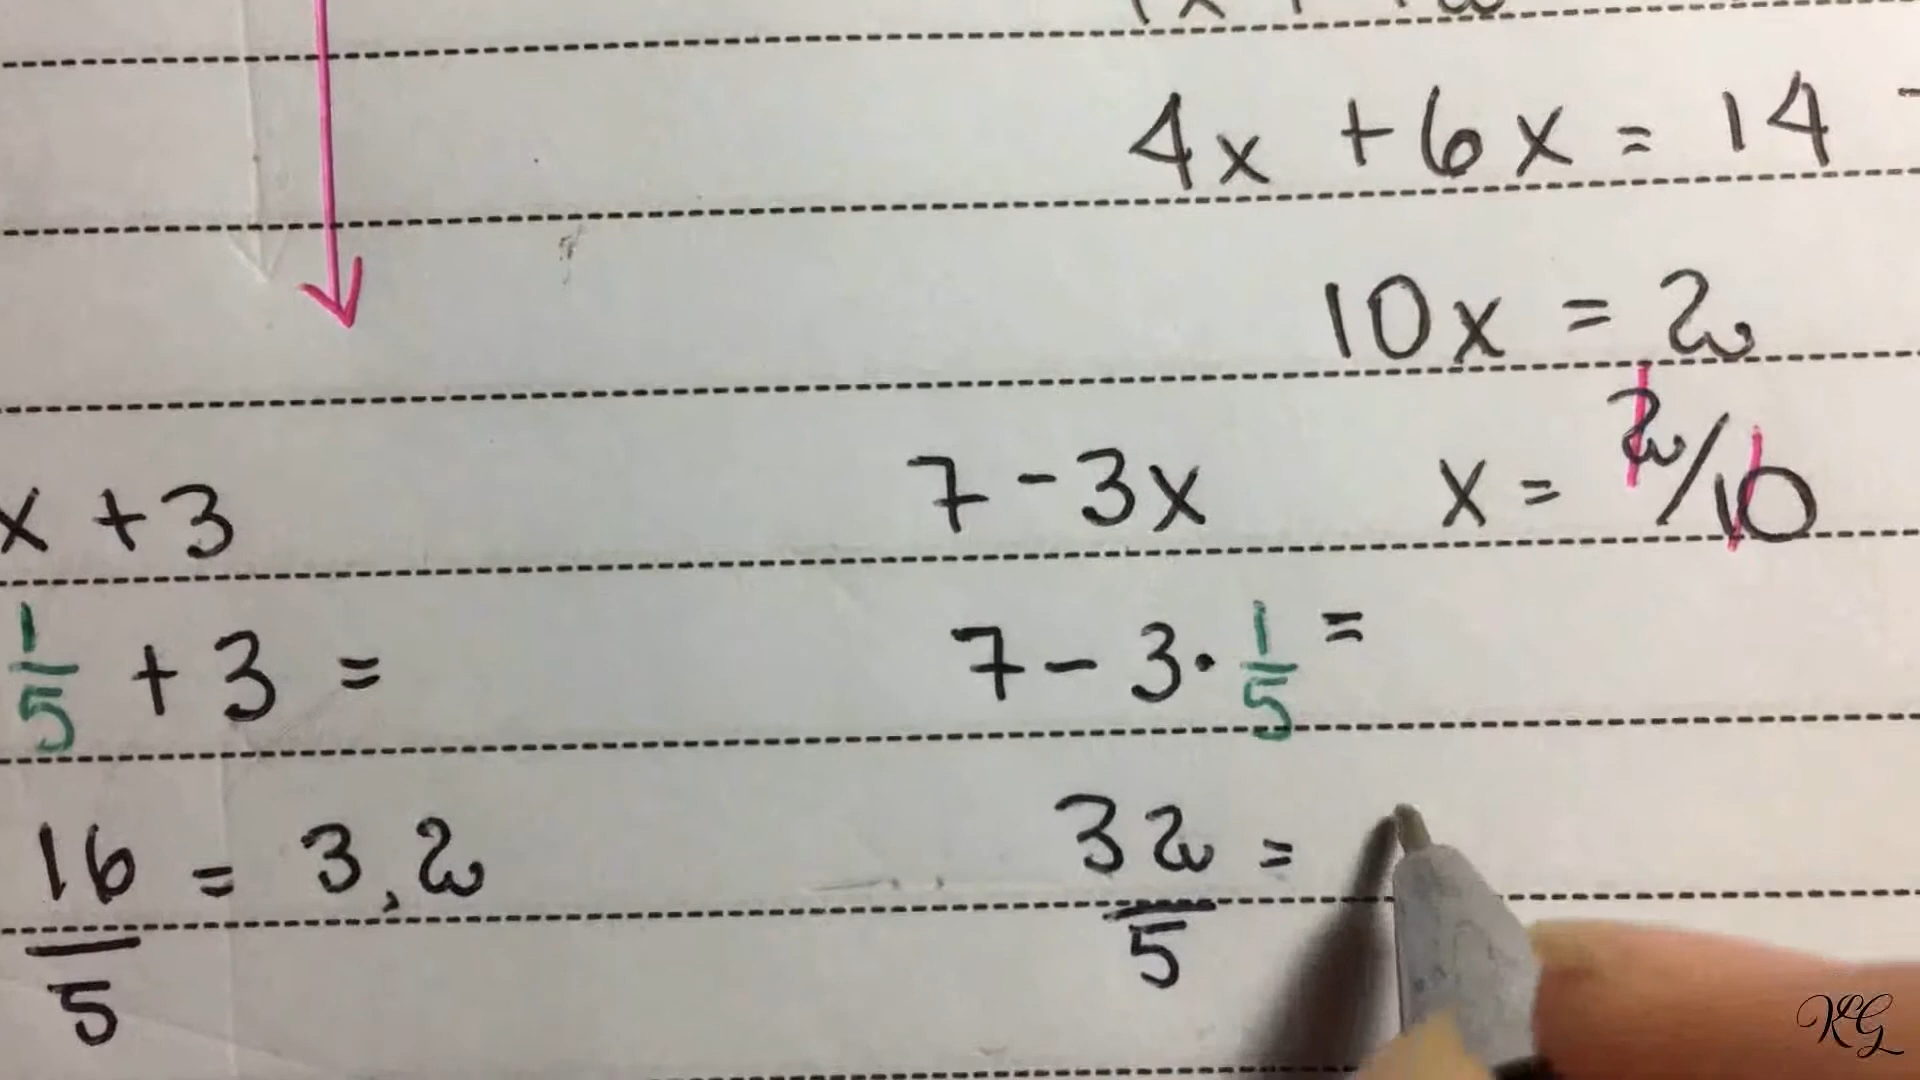 4x + 6x = 14 -
10x = 2
x + 3 7 - 3x x = 2/10
1/5 + 3 = 7 - 3 · 1/5 =
16/5 = 3,2 32/5 =
KG